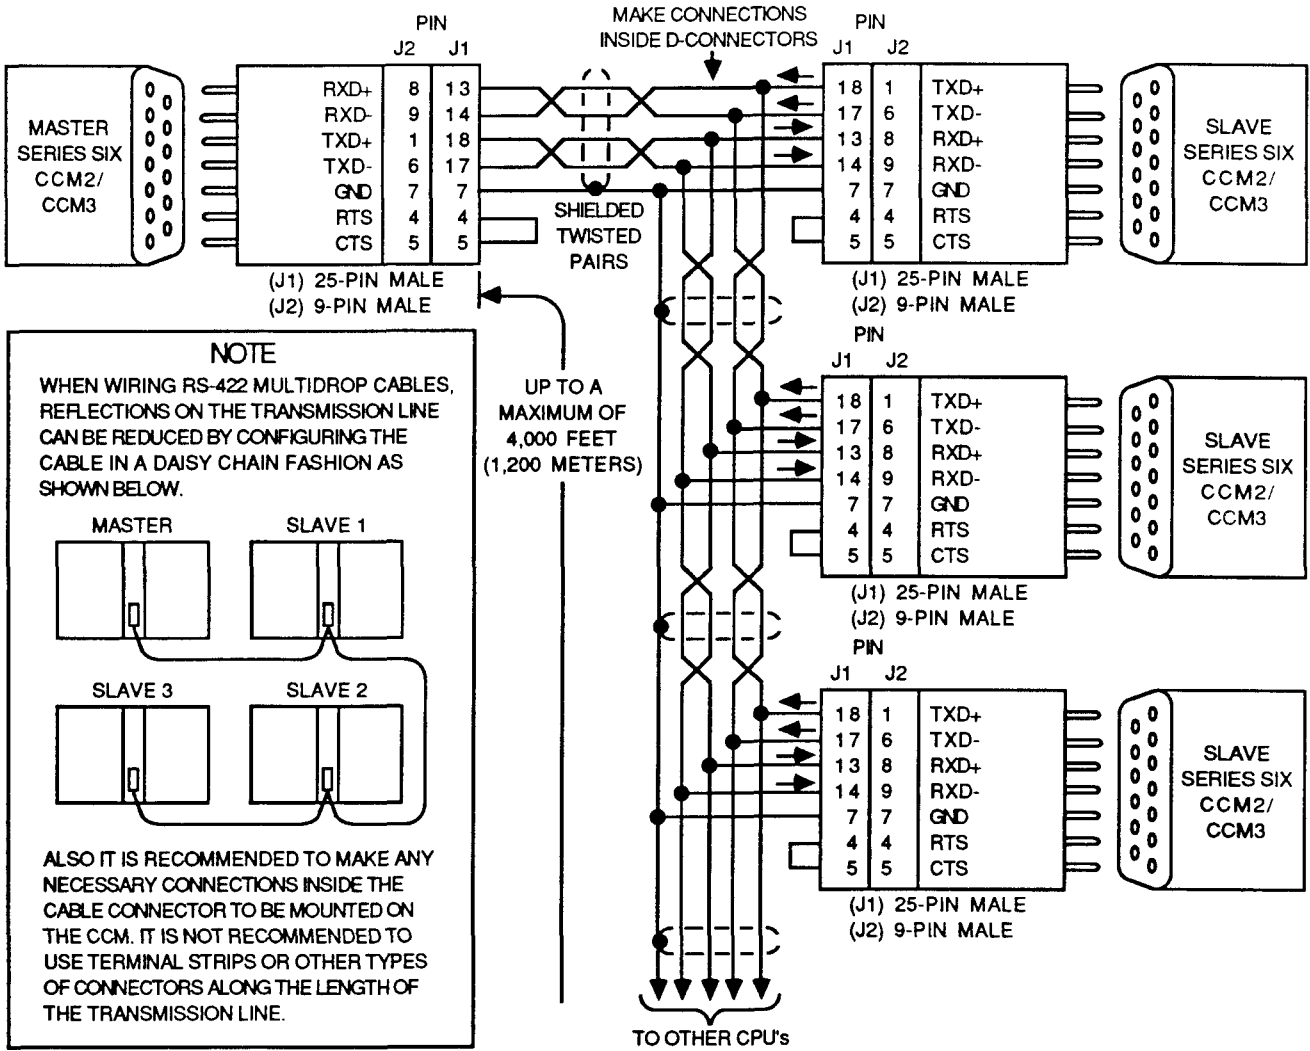 MAKE CONNECTIONS
INSIDE D-CONNECTORS
PIN
J2 J1
MASTER
SERIES SIX
CCM2/
CCM3
RXD+ 8 13
RXD- 9 14
TXD+ 1 18
TXD- 6 17
GND 7 7
RTS 4 4
CTS 5 5
(J1) 25-PIN MALE
(J2) 9-PIN MALE
SHIELDED
TWISTED
PAIRS
PIN
J1 J2
18 1 TXD+
17 6 TXD-
13 8 RXD+
14 9 RXD-
7 7 GND
4 4 RTS
5 5 CTS
(J1) 25-PIN MALE
(J2) 9-PIN MALE
SLAVE
SERIES SIX
CCM2/
CCM3
UP TO A
MAXIMUM OF
4,000 FEET
(1,200 METERS)
PIN
J1 J2
18 1 TXD+
17 6 TXD-
13 8 RXD+
14 9 RXD-
7 7 GND
4 4 RTS
5 5 CTS
(J1) 25-PIN MALE
(J2) 9-PIN MALE
SLAVE
SERIES SIX
CCM2/
CCM3
PIN
J1 J2
18 1 TXD+
17 6 TXD-
13 8 RXD+
14 9 RXD-
7 7 GND
4 4 RTS
5 5 CTS
(J1) 25-PIN MALE
(J2) 9-PIN MALE
SLAVE
SERIES SIX
CCM2/
CCM3
TO OTHER CPU's
NOTE
WHEN WIRING RS-422 MULTIDROP CABLES,
REFLECTIONS ON THE TRANSMISSION LINE
CAN BE REDUCED BY CONFIGURING THE
CABLE IN A DAISY CHAIN FASHION AS
SHOWN BELOW.
MASTER SLAVE 1
SLAVE 3 SLAVE 2
ALSO IT IS RECOMMENDED TO MAKE ANY
NECESSARY CONNECTIONS INSIDE THE
CABLE CONNECTOR TO BE MOUNTED ON
THE CCM. IT IS NOT RECOMMENDED TO
USE TERMINAL STRIPS OR OTHER TYPES
OF CONNECTORS ALONG THE LENGTH OF
THE TRANSMISSION LINE.